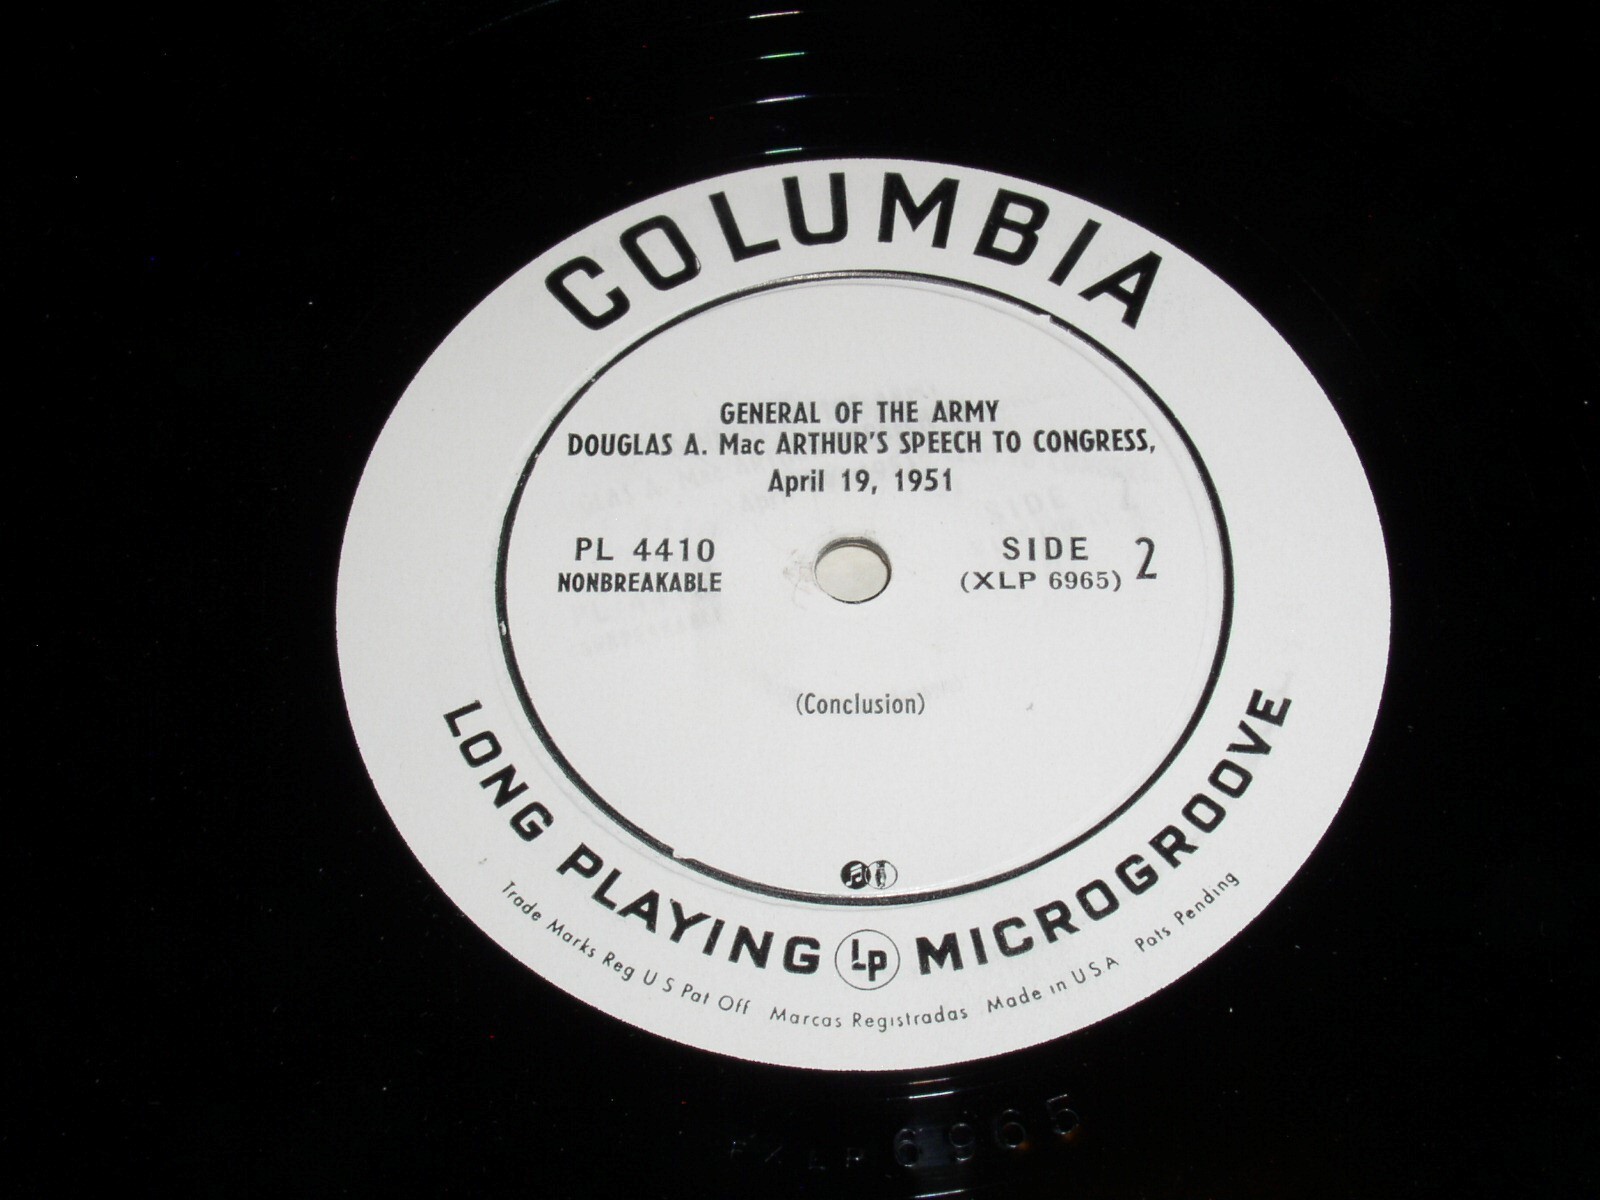 COLUMBIA
GENERAL OF THE ARMY
DOUGLAS A. Mac ARTHUR'S SPEECH TO CONGRESS,
April 19, 1951
PL 4410
NONBREAKABLE
SIDE 2
(XLP 6965)
(Conclusion)
LONG PLAYING Lp MICROGROOVE
Trade Marks Reg U S Pat Off Marcas Registradas Made in U.S.A Pats Pending
6965